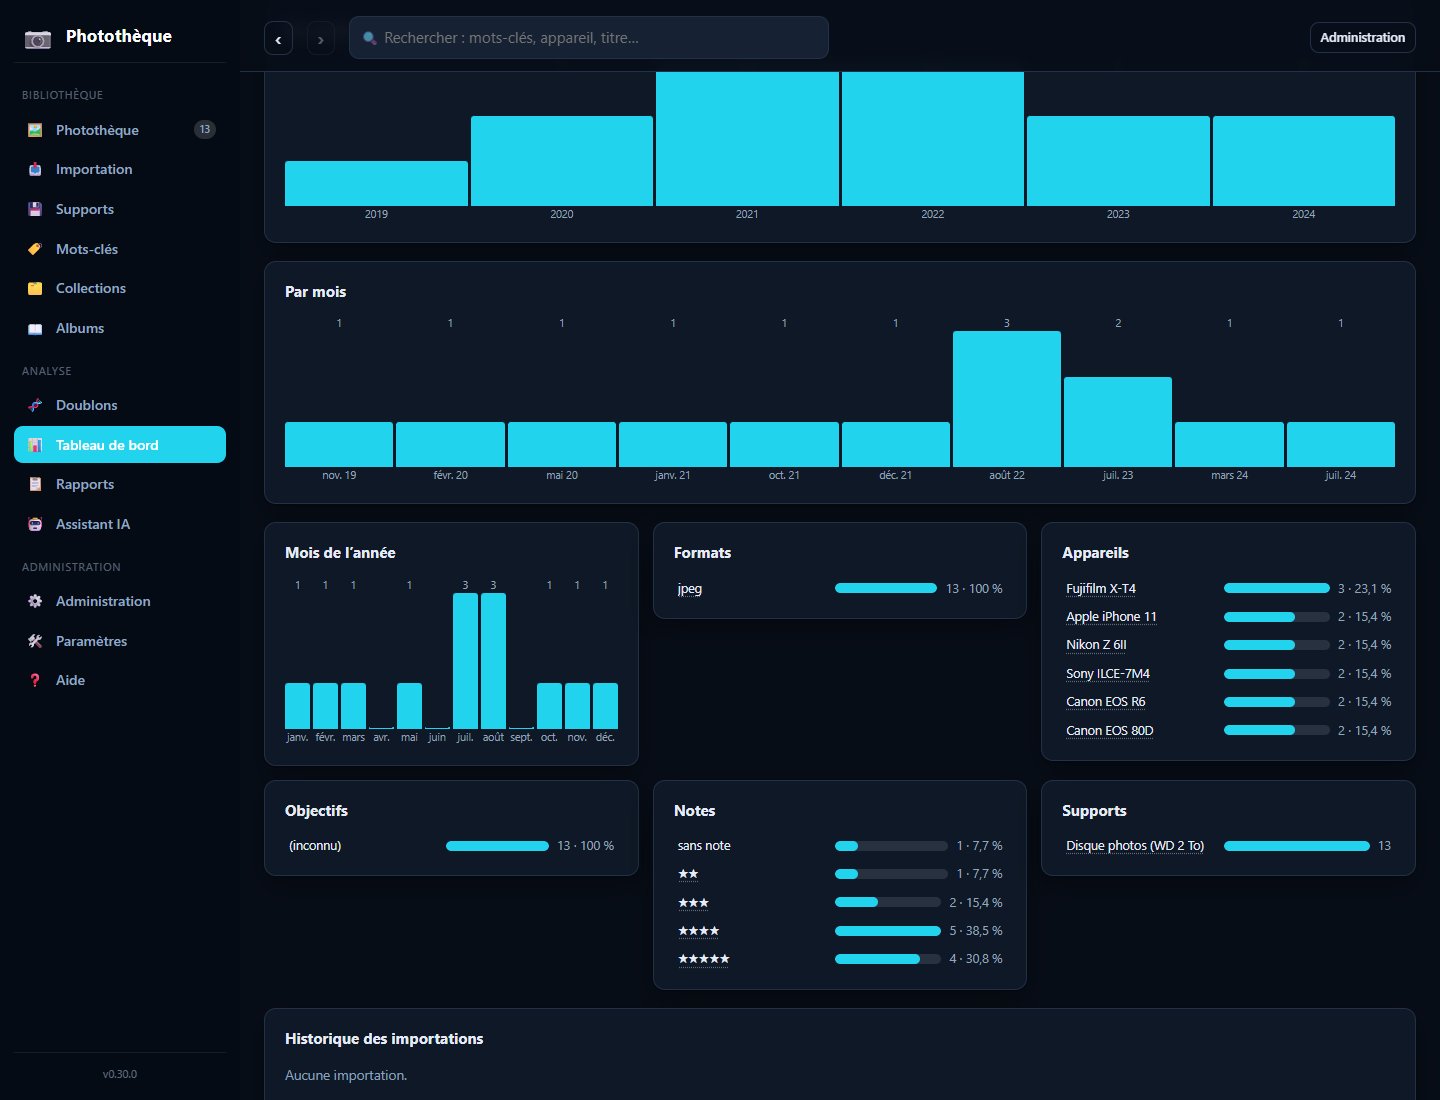 Photothèque
‹
›
Rechercher : mots-clés, appareil, titre...
Administration
BIBLIOTHÈQUE
Photothèque 13
Importation
Supports
Mots-clés
Collections
Albums
ANALYSE
Doublons
Tableau de bord
Rapports
Assistant IA
ADMINISTRATION
Administration
Paramètres
Aide
v0.30.0
2019 2020 2021 2022 2023 2024
Par mois
1 1 1 1 1 1 3 2 1 1
nov. 19 févr. 20 mai 20 janv. 21 oct. 21 déc. 21 août 22 juil. 23 mars 24 juil. 24
Mois de l’année
1 1 1 1 3 3 1 1 1
janv. févr. mars avr. mai juin juil. août sept. oct. nov. déc.
Formats
jpeg 13 · 100 %
Appareils
Fujifilm X-T4 3 · 23,1 %
Apple iPhone 11 2 · 15,4 %
Nikon Z 6II 2 · 15,4 %
Sony ILCE-7M4 2 · 15,4 %
Canon EOS R6 2 · 15,4 %
Canon EOS 80D 2 · 15,4 %
Objectifs
(inconnu) 13 · 100 %
Notes
sans note 1 · 7,7 %
★★ 1 · 7,7 %
★★★ 2 · 15,4 %
★★★★ 5 · 38,5 %
★★★★★ 4 · 30,8 %
Supports
Disque photos (WD 2 To) 13
Historique des importations
Aucune importation.